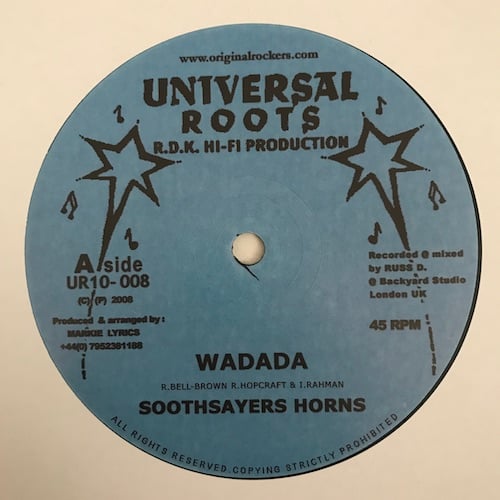 www.originalrockers.com
UNIVERSAL
ROOTS
R.D.K. HI-FI PRODUCTION
A side
UR10-008
(C) (P) 2008
Produced & arranged by :
MARKIE LYRICS
+44(0) 7952381188
Recorded @ mixed
by RUSS D.
@ Backyard Studio
London UK
45 RPM
WADADA
R.BELL-BROWN R.HOPCRAFT & I.RAHMAN
SOOTHSAYERS HORNS
ALL RIGHTS RESERVED.COPYING STRICTLY PROHIBITED